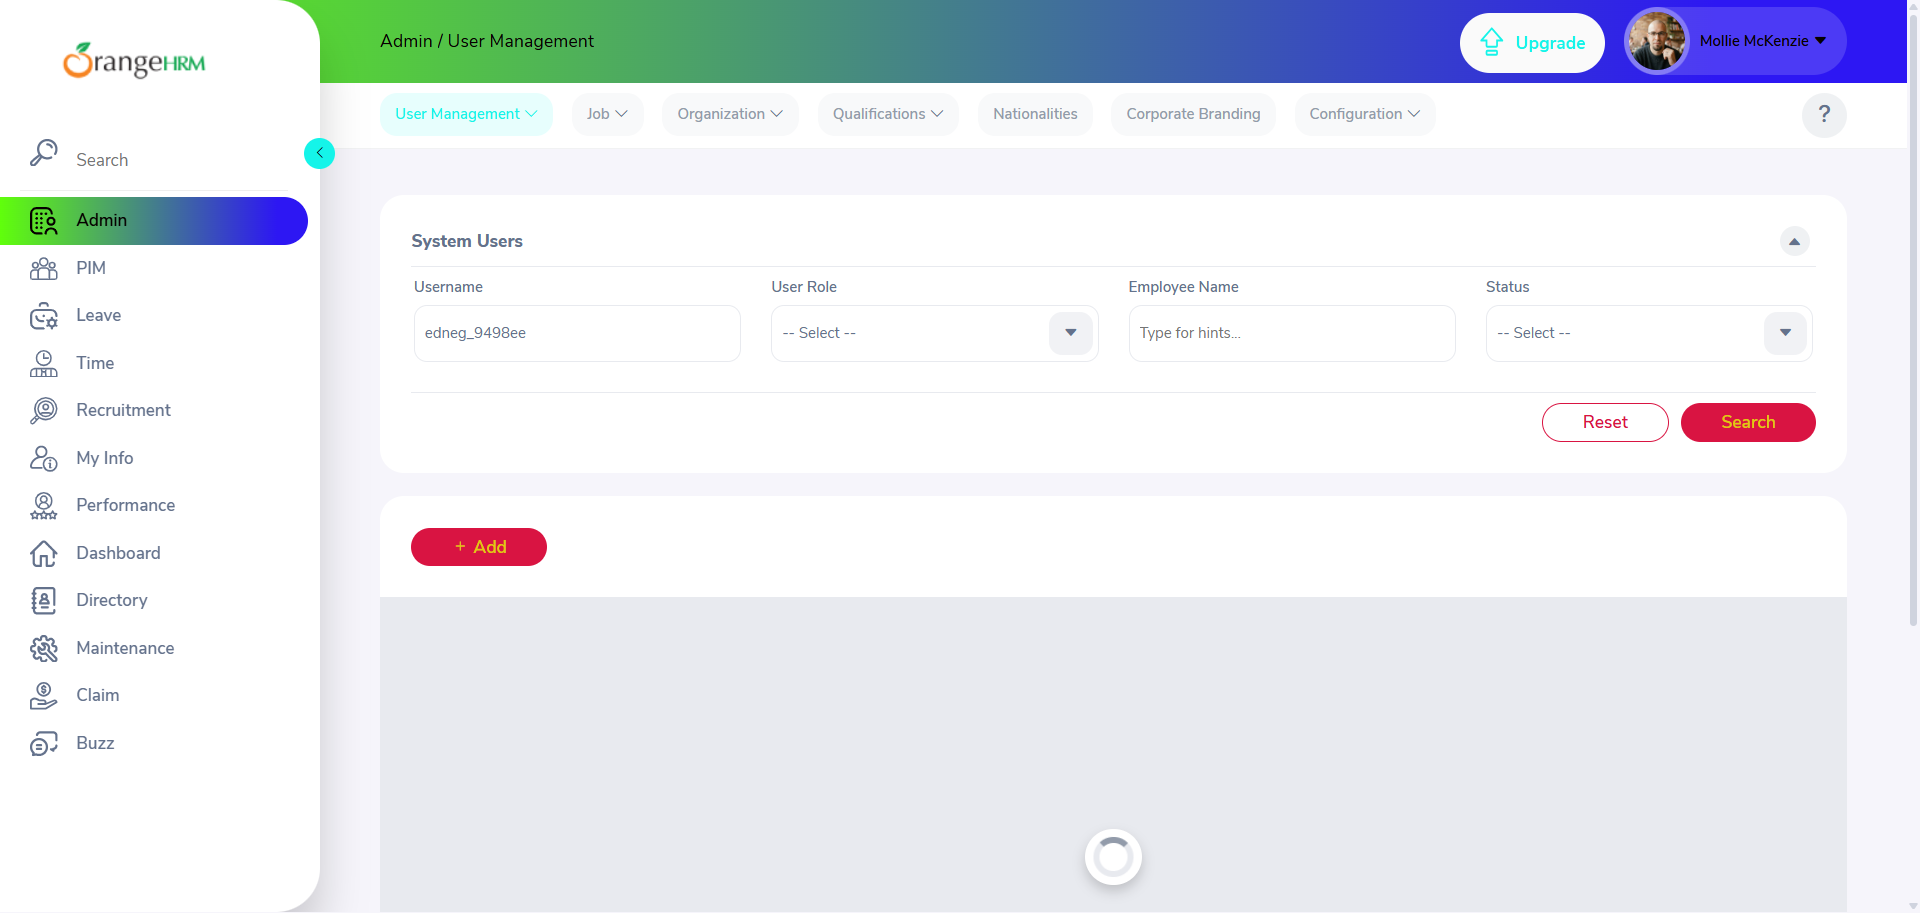 Admin / User Management
Upgrade
Mollie McKenzie
OrangeHRM
User Management
Job
Organization
Qualifications
Nationalities
Corporate Branding
Configuration
?
Search
Admin
PIM
Leave
Time
Recruitment
My Info
Performance
Dashboard
Directory
Maintenance
Claim
Buzz
System Users
Username
User Role
Employee Name
Status
edneg_9498ee
-- Select --
Type for hints...
-- Select --
Reset
Search
+ Add